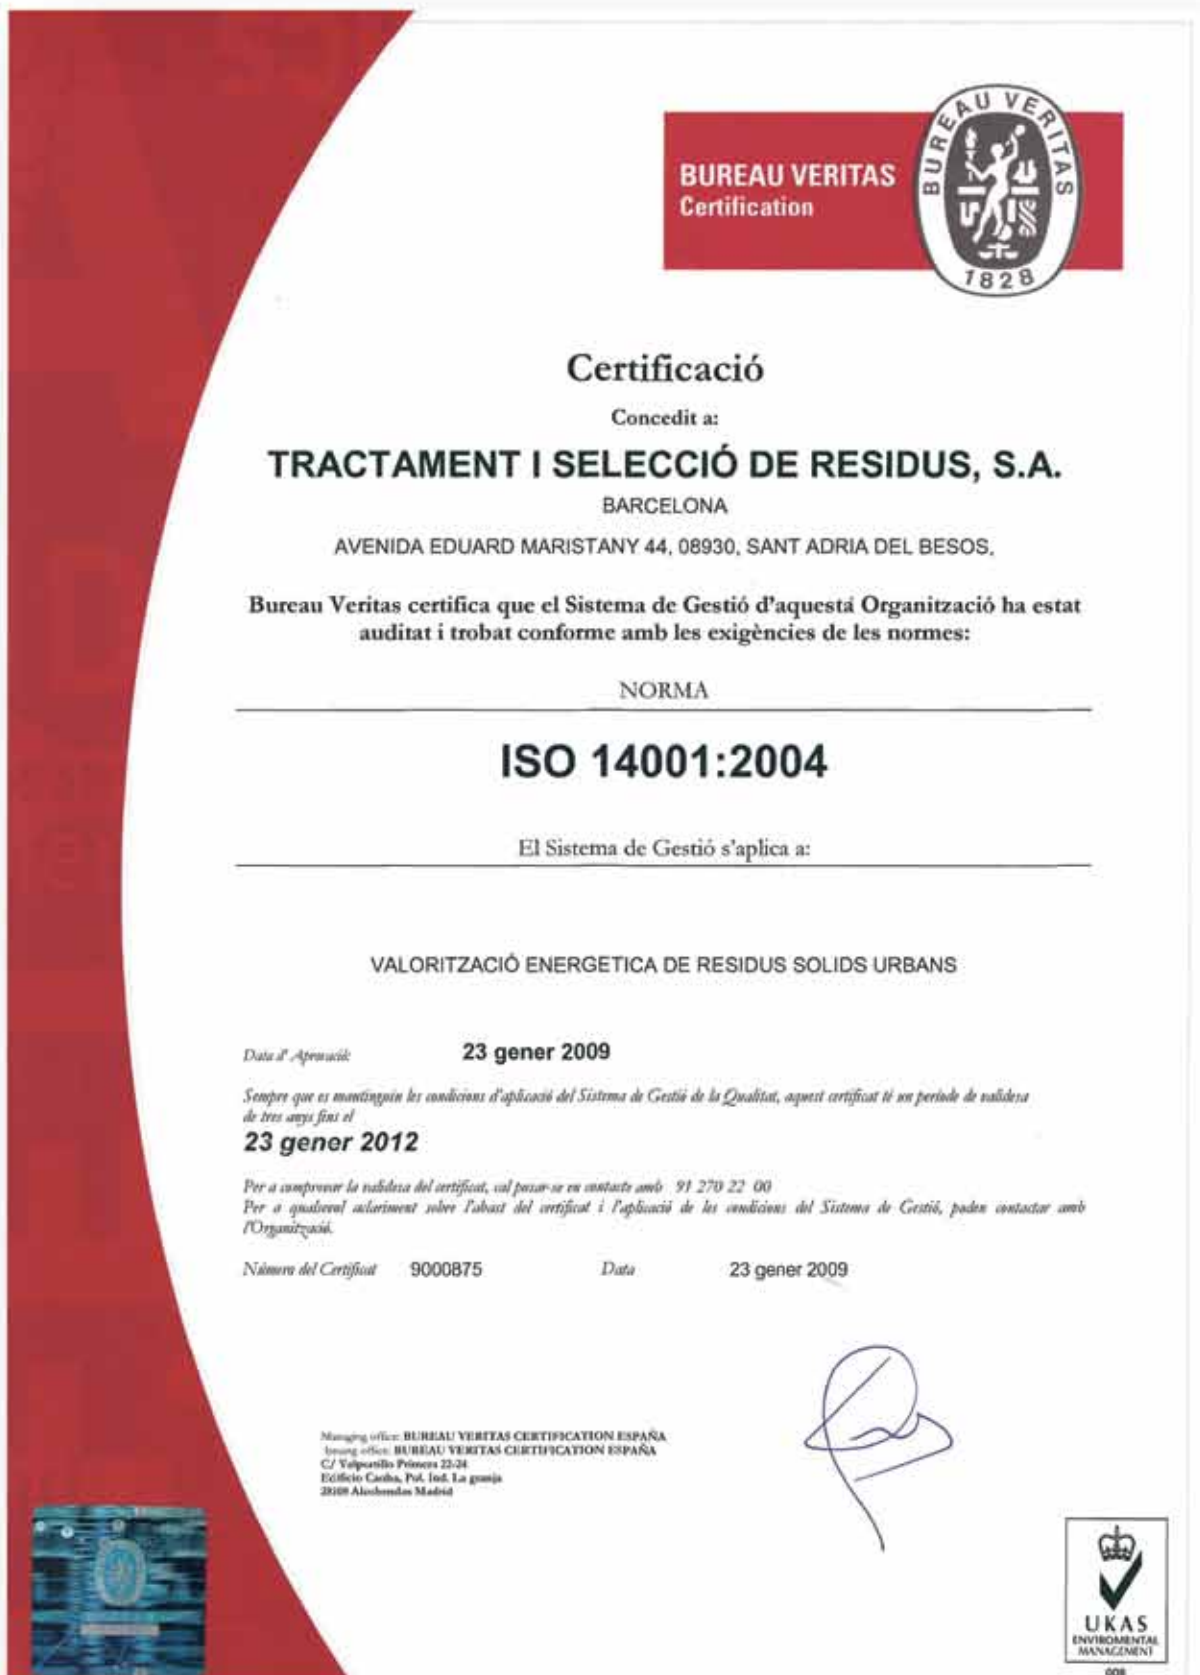 BUREAU VERITAS
Certification
BUREAU VERITAS
1828
Certificació
Concedit a:
TRACTAMENT I SELECCIÓ DE RESIDUS, S.A.
BARCELONA
AVENIDA EDUARD MARISTANY 44, 08930, SANT ADRIA DEL BESOS,
Bureau Veritas certifica que el Sistema de Gestió d'aquestá Organització ha estat
auditat i trobat conforme amb les exigències de les normes:
NORMA
ISO 14001:2004
El Sistema de Gestió s'aplica a:
VALORITZACIÓ ENERGETICA DE RESIDUS SOLIDS URBANS
Data d' Aprovació: 23 gener 2009
Sempre que es mantinguin les condicions d'aplicació del Sistema de Gestió de la Qualitat, aquest certificat té un període de validesa
de tres anys fins el
23 gener 2012
Per a comprovar la validesa del certificat, cal posar-se en contacte amb 91 270 22 00
Per a qualsevol aclariment sobre l'abast del certificat i l'aplicació de les condicions del Sistema de Gestió, poden contactar amb
l'Organització.
Número del Certificat 9000875 Data 23 gener 2009
Managing office: BUREAU VERITAS CERTIFICATION ESPAÑA
Issuing office: BUREAU VERITAS CERTIFICATION ESPAÑA
C/ Valportillo Primera 22-24
Edificio Caoba, Pol. Ind. La granja
28108 Alcobendas Madrid
UKAS
ENVIROMENTAL
MANAGEMENT
008